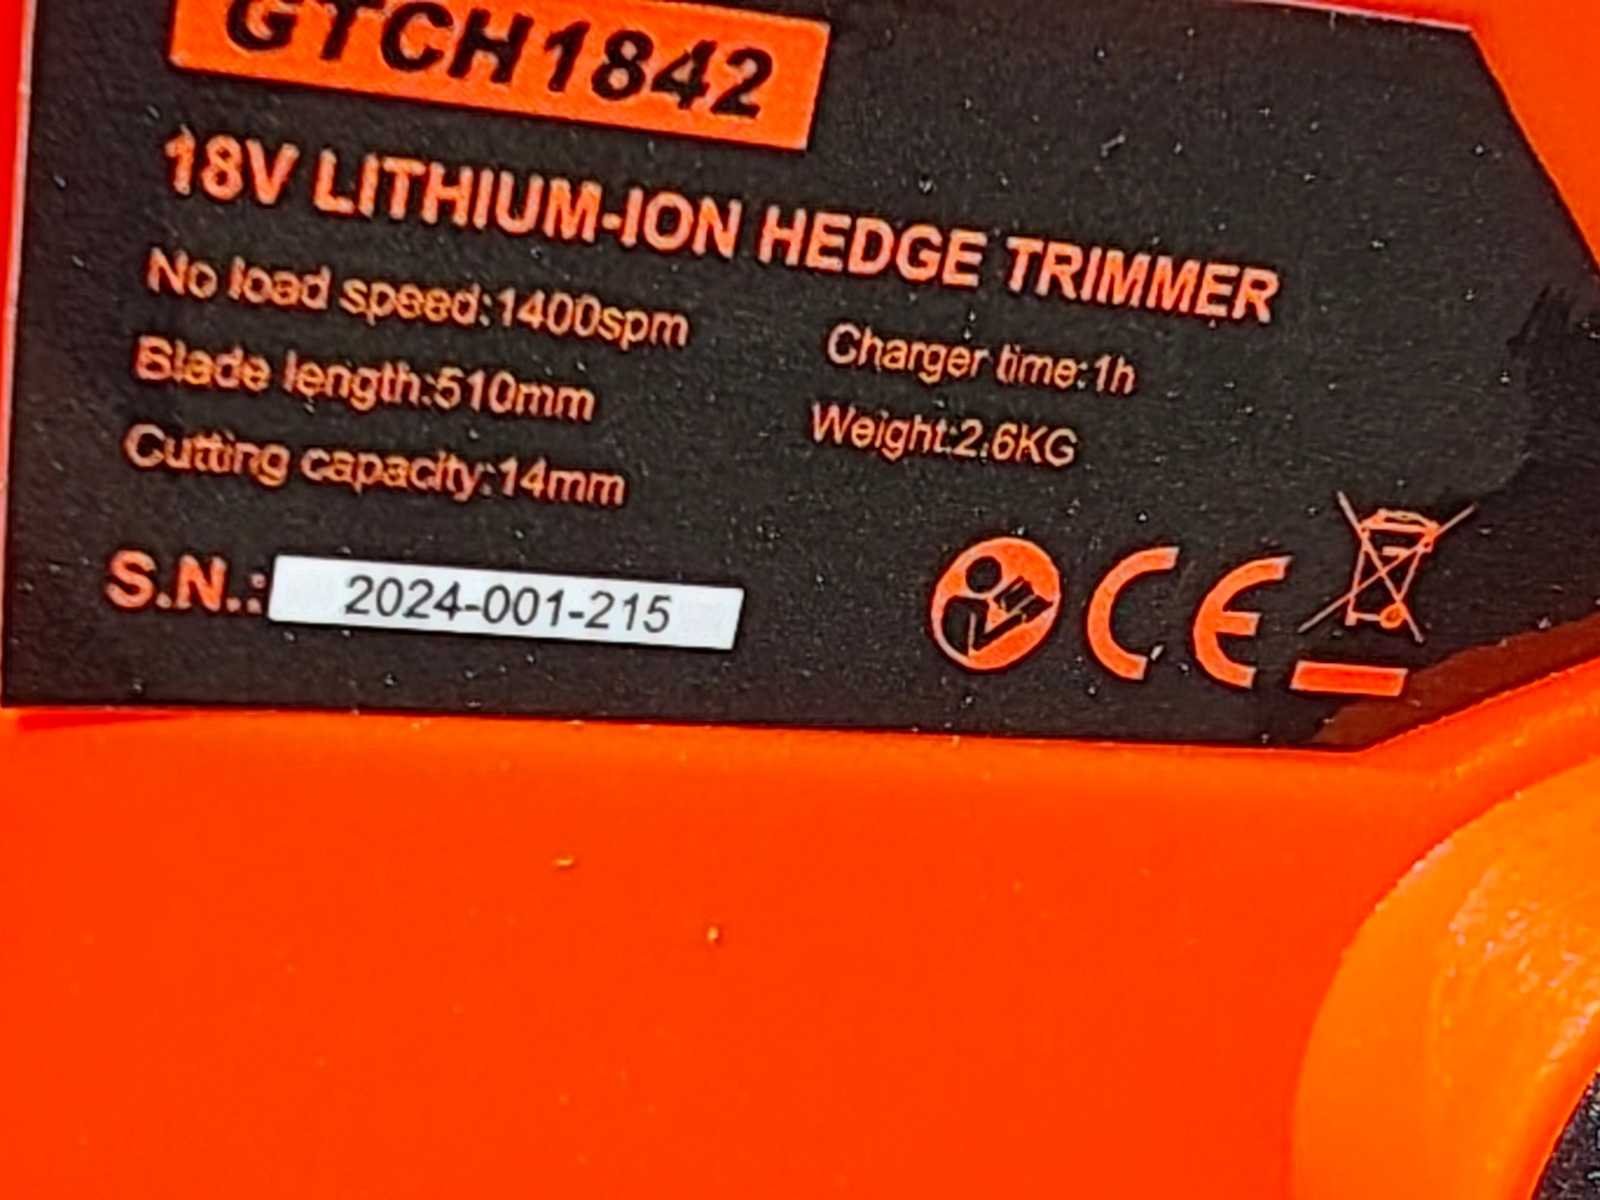 GTCH1842
18V LITHIUM-ION HEDGE TRIMMER
No load speed:1400spm
Charger time:1h
Blade length:510mm
Weight:2.6KG
Cutting capacity:14mm
S.N.: 2024-001-215
CE